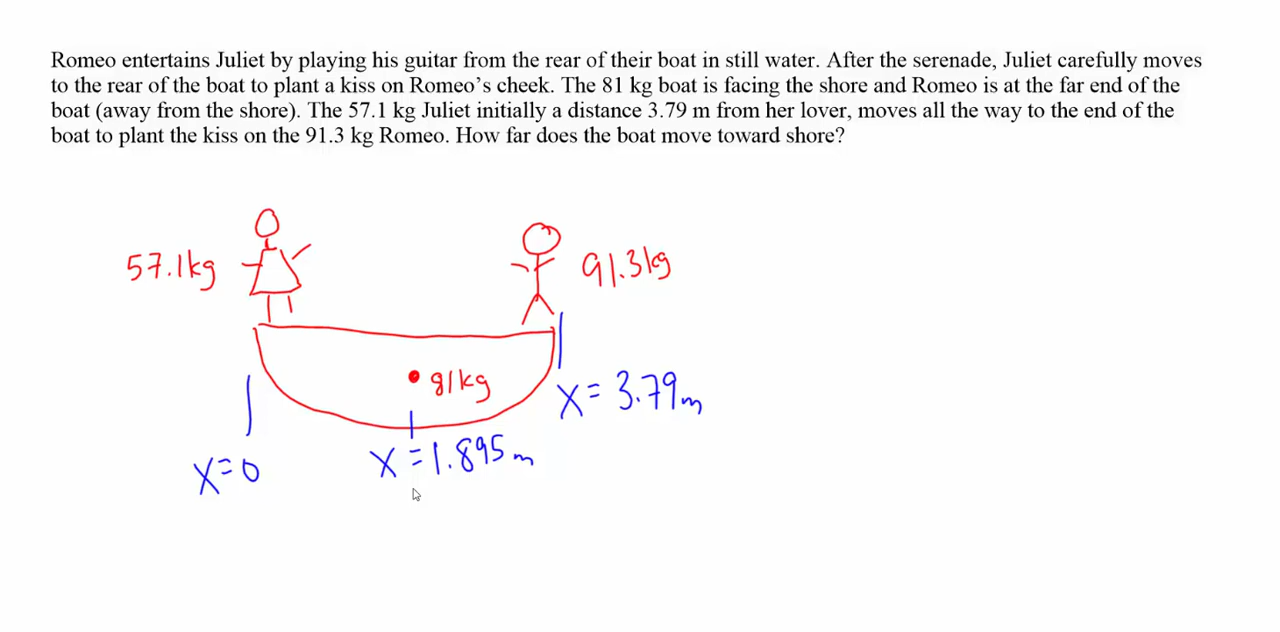 Romeo entertains Juliet by playing his guitar from the rear of their boat in still water. After the serenade, Juliet carefully moves
to the rear of the boat to plant a kiss on Romeo's cheek. The 81 kg boat is facing the shore and Romeo is at the far end of the
boat (away from the shore). The 57.1 kg Juliet initially a distance 3.79 m from her lover, moves all the way to the end of the
boat to plant the kiss on the 91.3 kg Romeo. How far does the boat move toward shore?
57.1kg
91.3kg
81kg
X = 3.79m
X = 1.895m
X=0